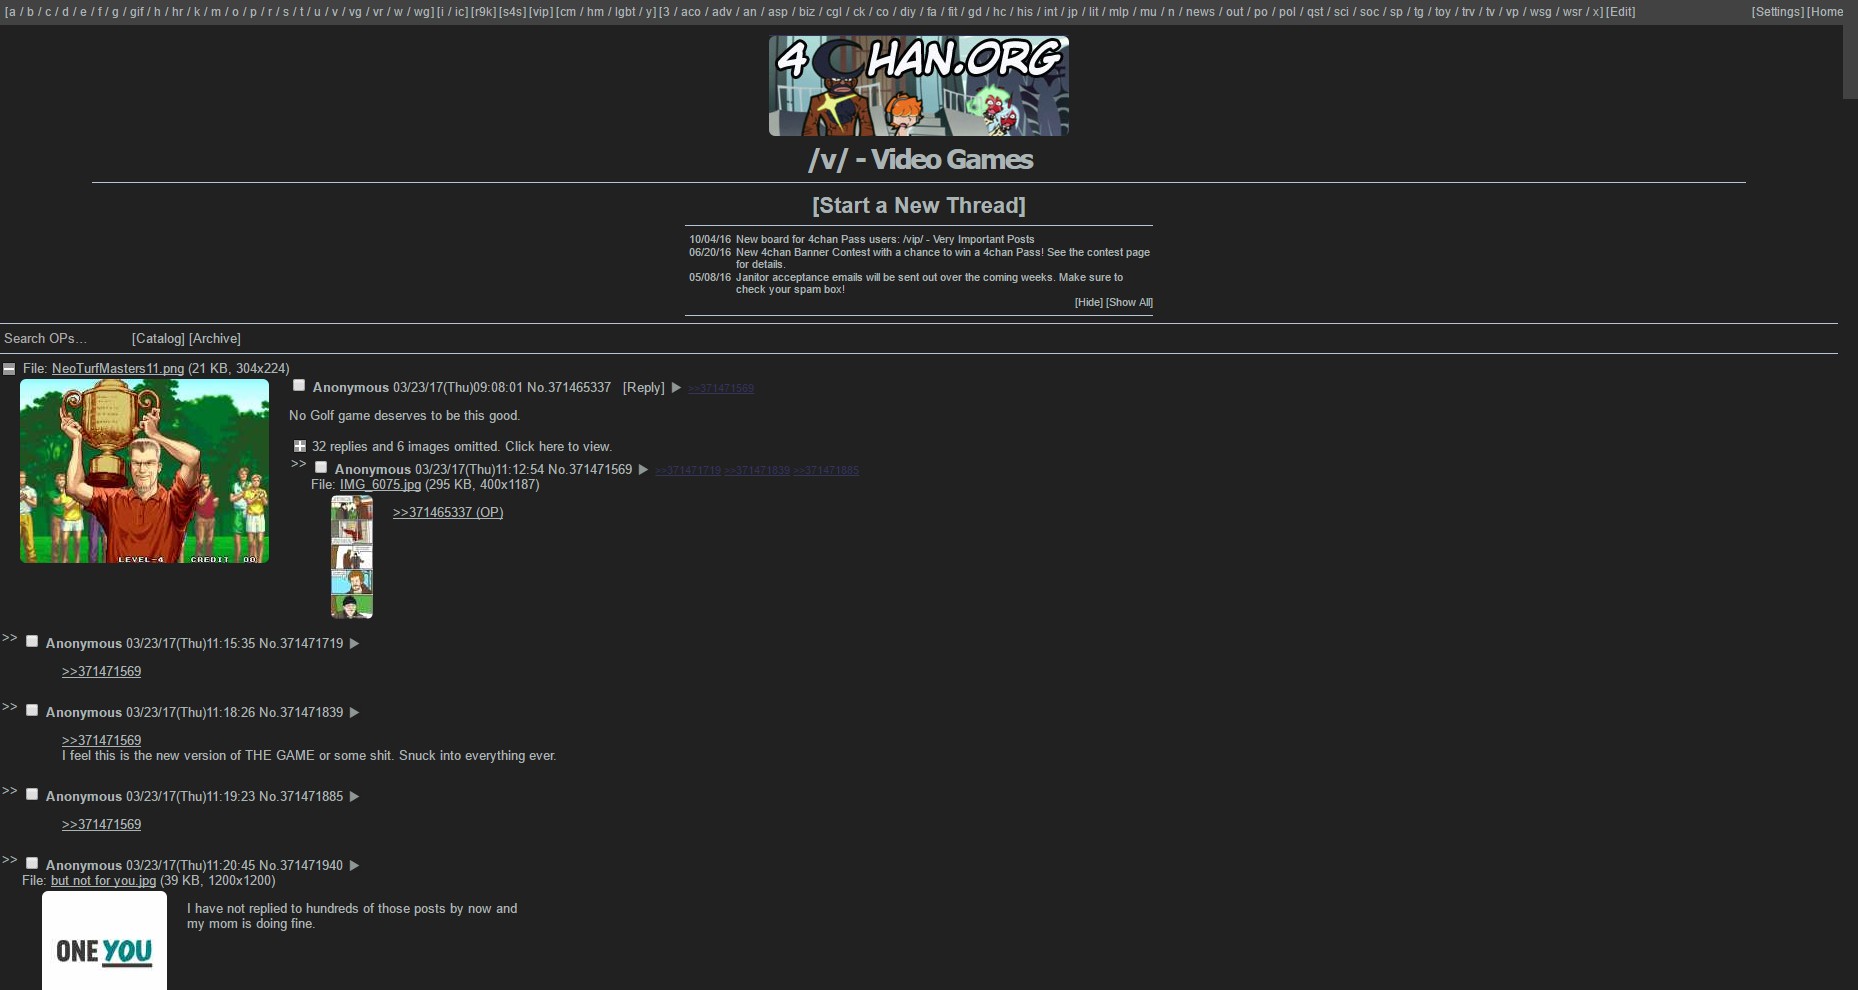 [a / b / c / d / e / f / g / gif / h / hr / k / m / o / p / r / s / t / u / v / vg / vr / w / wg] [i / ic] [r9k] [s4s] [vip] [cm / hm / lgbt / y] [3 / aco / adv / an / asp / biz / cgl / ck / co / diy / fa / fit / gd / hc / his / int / jp / lit / mlp / mu / n / news / out / po / pol / qst / sci / soc / sp / tg / toy / trv / tv / vp / wsg / wsr / x] [Edit] [Settings] [Home
4CHAN.ORG
/v/ - Video Games
[Start a New Thread]
10/04/16 New board for 4chan Pass users: /vip/ - Very Important Posts
06/20/16 New 4chan Banner Contest with a chance to win a 4chan Pass! See the contest page
for details.
05/08/16 Janitor acceptance emails will be sent out over the coming weeks. Make sure to
check your spam box!
[Hide] [Show All]
Search OPs… [Catalog] [Archive]
File: NeoTurfMasters11.png (21 KB, 304x224)
LEVEL-4 CREDIT 00
Anonymous 03/23/17(Thu)09:08:01 No.371465337 [Reply] ▶ >>371471569
No Golf game deserves to be this good.
32 replies and 6 images omitted. Click here to view.
>> Anonymous 03/23/17(Thu)11:12:54 No.371471569 ▶ >>371471719 >>371471839 >>371471885
File: IMG_6075.jpg (295 KB, 400x1187)
>>371465337 (OP)
>> Anonymous 03/23/17(Thu)11:15:35 No.371471719 ▶
>>371471569
>> Anonymous 03/23/17(Thu)11:18:26 No.371471839 ▶
>>371471569
I feel this is the new version of THE GAME or some shit. Snuck into everything ever.
>> Anonymous 03/23/17(Thu)11:19:23 No.371471885 ▶
>>371471569
>> Anonymous 03/23/17(Thu)11:20:45 No.371471940 ▶
File: but not for you.jpg (39 KB, 1200x1200)
I have not replied to hundreds of those posts by now and
my mom is doing fine.
ONE YOU